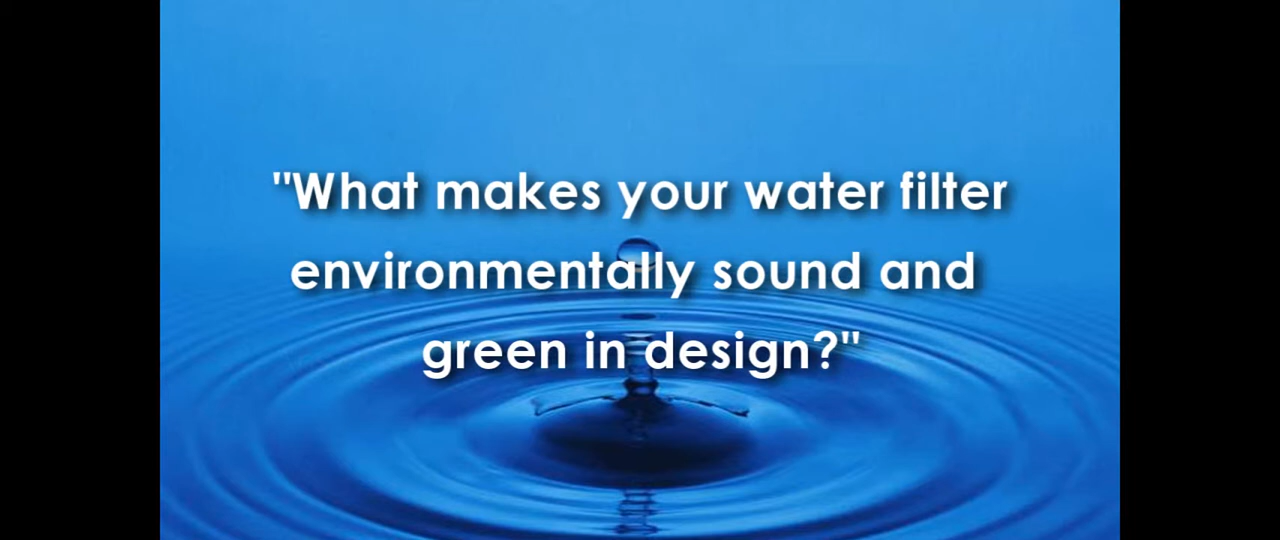 "What makes your water filter
environmentally sound and
green in design?"